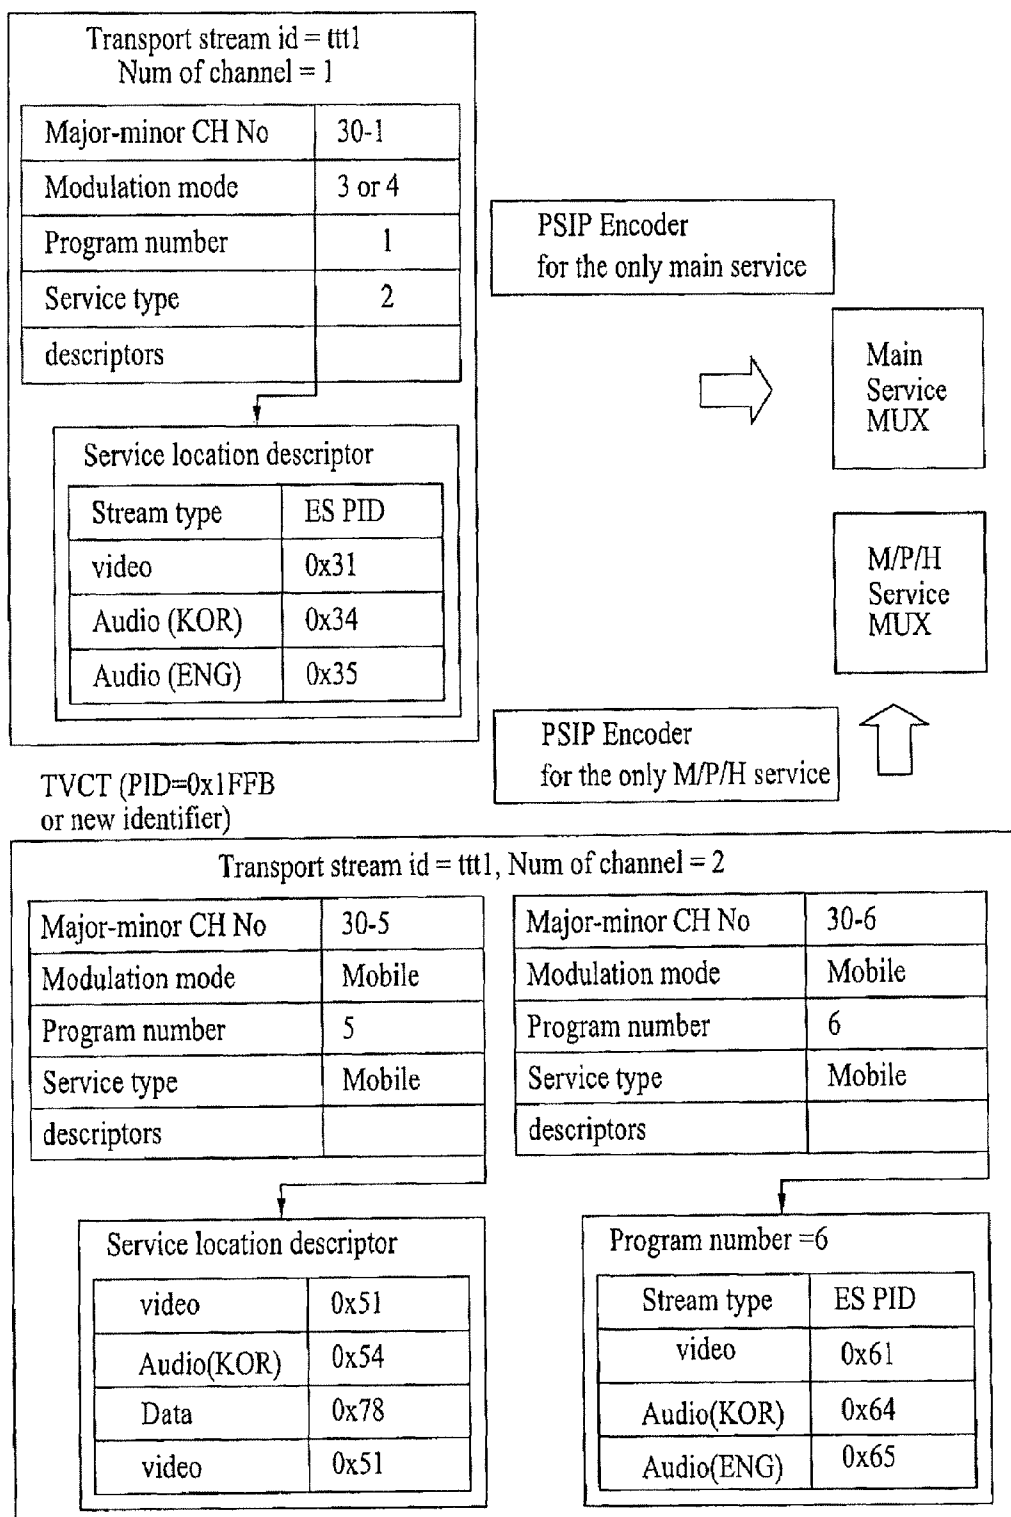 Transport stream id = ttt1
Num of channel = 1
Major-minor CH No 30-1
Modulation mode 3 or 4
Program number 1
Service type 2
descriptors
Service location descriptor
Stream type ES PID
video 0x31
Audio (KOR) 0x34
Audio (ENG) 0x35
PSIP Encoder
for the only main service
Main
Service
MUX
M/P/H
Service
MUX
PSIP Encoder
for the only M/P/H service
TVCT (PID=0x1FFB
or new identifier)
Transport stream id = ttt1, Num of channel = 2
Major-minor CH No 30-5
Modulation mode Mobile
Program number 5
Service type Mobile
descriptors
Service location descriptor
video 0x51
Audio(KOR) 0x54
Data 0x78
video 0x51
Major-minor CH No 30-6
Modulation mode Mobile
Program number 6
Service type Mobile
descriptors
Program number =6
Stream type ES PID
video 0x61
Audio(KOR) 0x64
Audio(ENG) 0x65